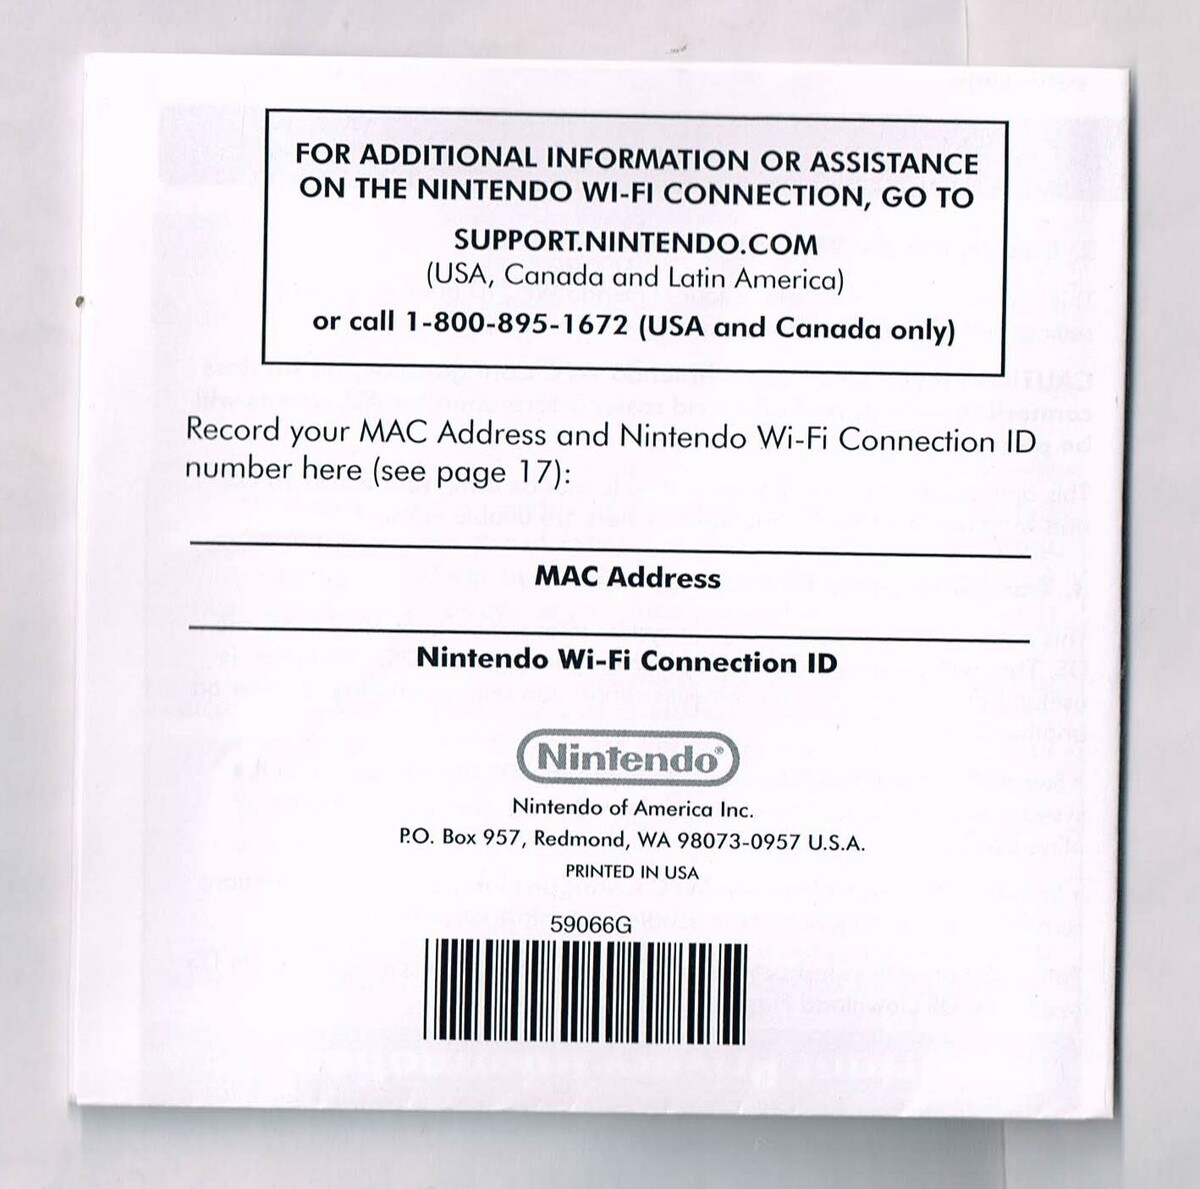 FOR ADDITIONAL INFORMATION OR ASSISTANCE
ON THE NINTENDO WI-FI CONNECTION, GO TO
SUPPORT.NINTENDO.COM
(USA, Canada and Latin America)
or call 1-800-895-1672 (USA and Canada only)
Record your MAC Address and Nintendo Wi-Fi Connection ID
number here (see page 17):
MAC Address
Nintendo Wi-Fi Connection ID
Nintendo®
Nintendo of America Inc.
P.O. Box 957, Redmond, WA 98073-0957 U.S.A.
PRINTED IN USA
59066G